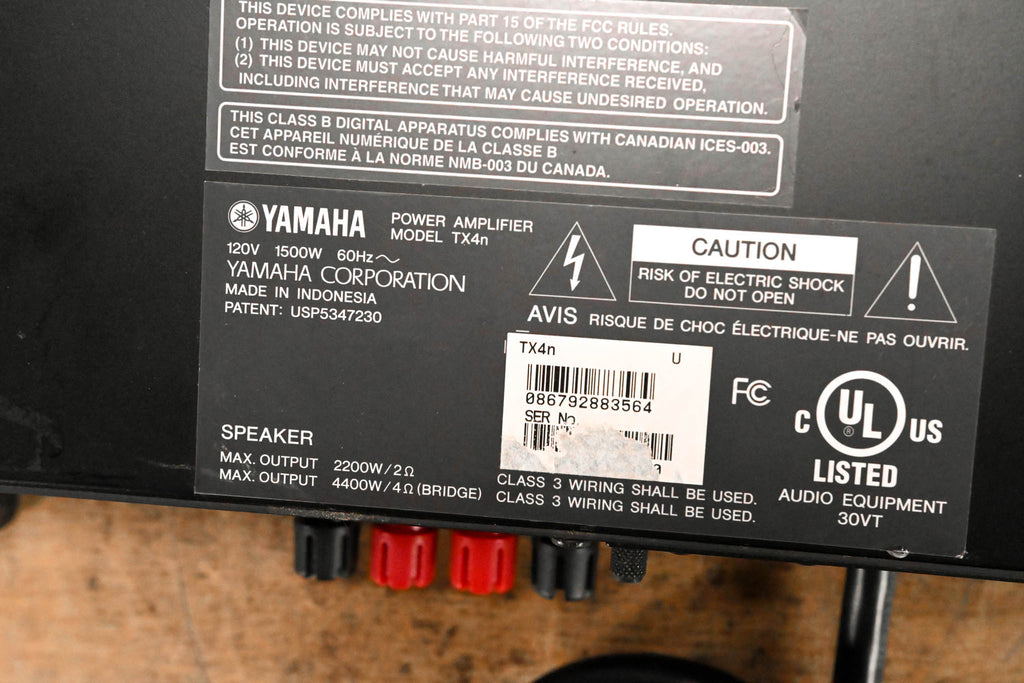 THIS DEVICE COMPLIES WITH PART 15 OF THE FCC RULES.
OPERATION IS SUBJECT TO THE FOLLOWING TWO CONDITIONS:
(1) THIS DEVICE MAY NOT CAUSE HARMFUL INTERFERENCE, AND
(2) THIS DEVICE MUST ACCEPT ANY INTERFERENCE RECEIVED,
INCLUDING INTERFERENCE THAT MAY CAUSE UNDESIRED OPERATION.
THIS CLASS B DIGITAL APPARATUS COMPLIES WITH CANADIAN ICES-003.
CET APPAREIL NUMÉRIQUE DE LA CLASSE B
EST CONFORME À LA NORME NMB-003 DU CANADA.
YAMAHA
POWER AMPLIFIER
MODEL TX4n
120V 1500W 60Hz～
YAMAHA CORPORATION
MADE IN INDONESIA
PATENT: USP5347230
CAUTION
RISK OF ELECTRIC SHOCK
DO NOT OPEN
AVIS RISQUE DE CHOC ÉLECTRIQUE-NE PAS OUVRIR.
TX4n U
086792883564
SER No.
FC
C UL ® US
LISTED
AUDIO EQUIPMENT
30VT
SPEAKER
MAX. OUTPUT 2200W/2Ω
MAX. OUTPUT 4400W/4Ω(BRIDGE)
CLASS 3 WIRING SHALL BE USED.
CLASS 3 WIRING SHALL BE USED.